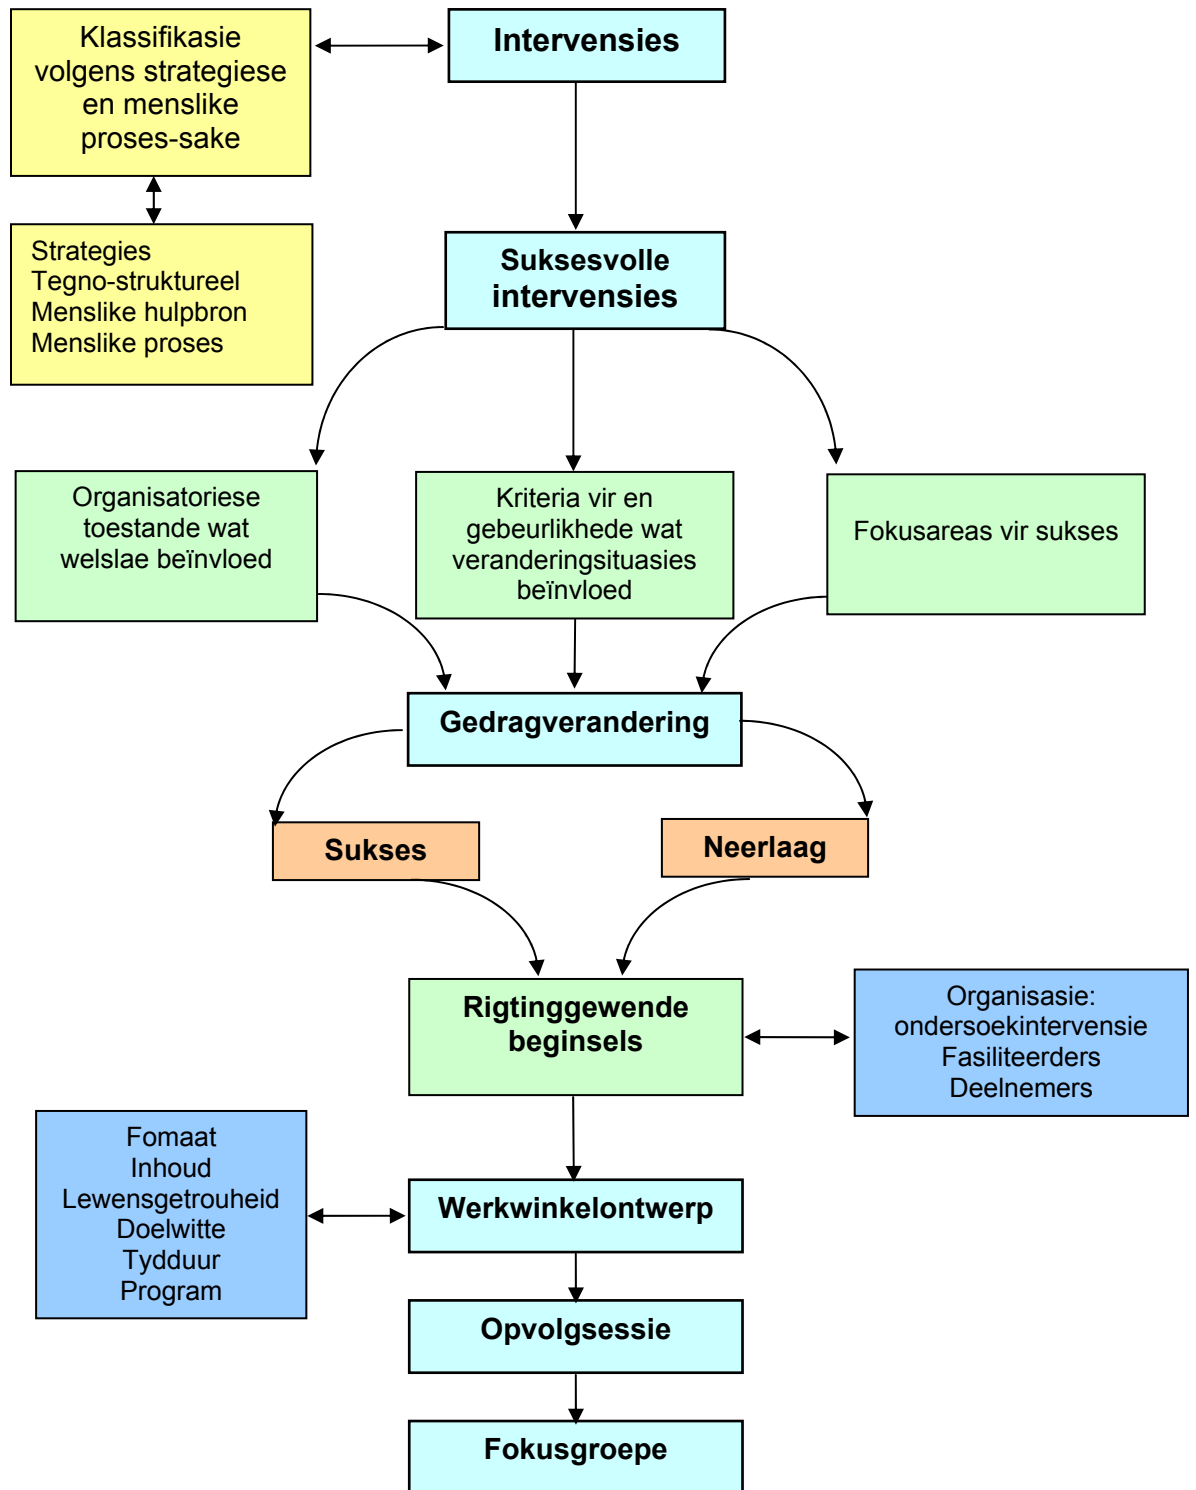 Klassifikasie
volgens strategiese
en menslike
proses-sake
Intervensies
Strategies
Tegno-struktureel
Menslike hulpbron
Menslike proses
Suksesvolle
intervensies
Organisatoriese
toestande wat
welslae beïnvloed
Kriteria vir en
gebeurlikhede wat
veranderingsituasies
beïnvloed
Fokusareas vir sukses
Gedragverandering
Sukses
Neerlaag
Rigtinggewende
beginsels
Organisasie:
ondersoekintervensie
Fasiliteerders
Deelnemers
Fomaat
Inhoud
Lewensgetrouheid
Doelwitte
Tydduur
Program
Werkwinkelontwerp
Opvolgsessie
Fokusgroepe